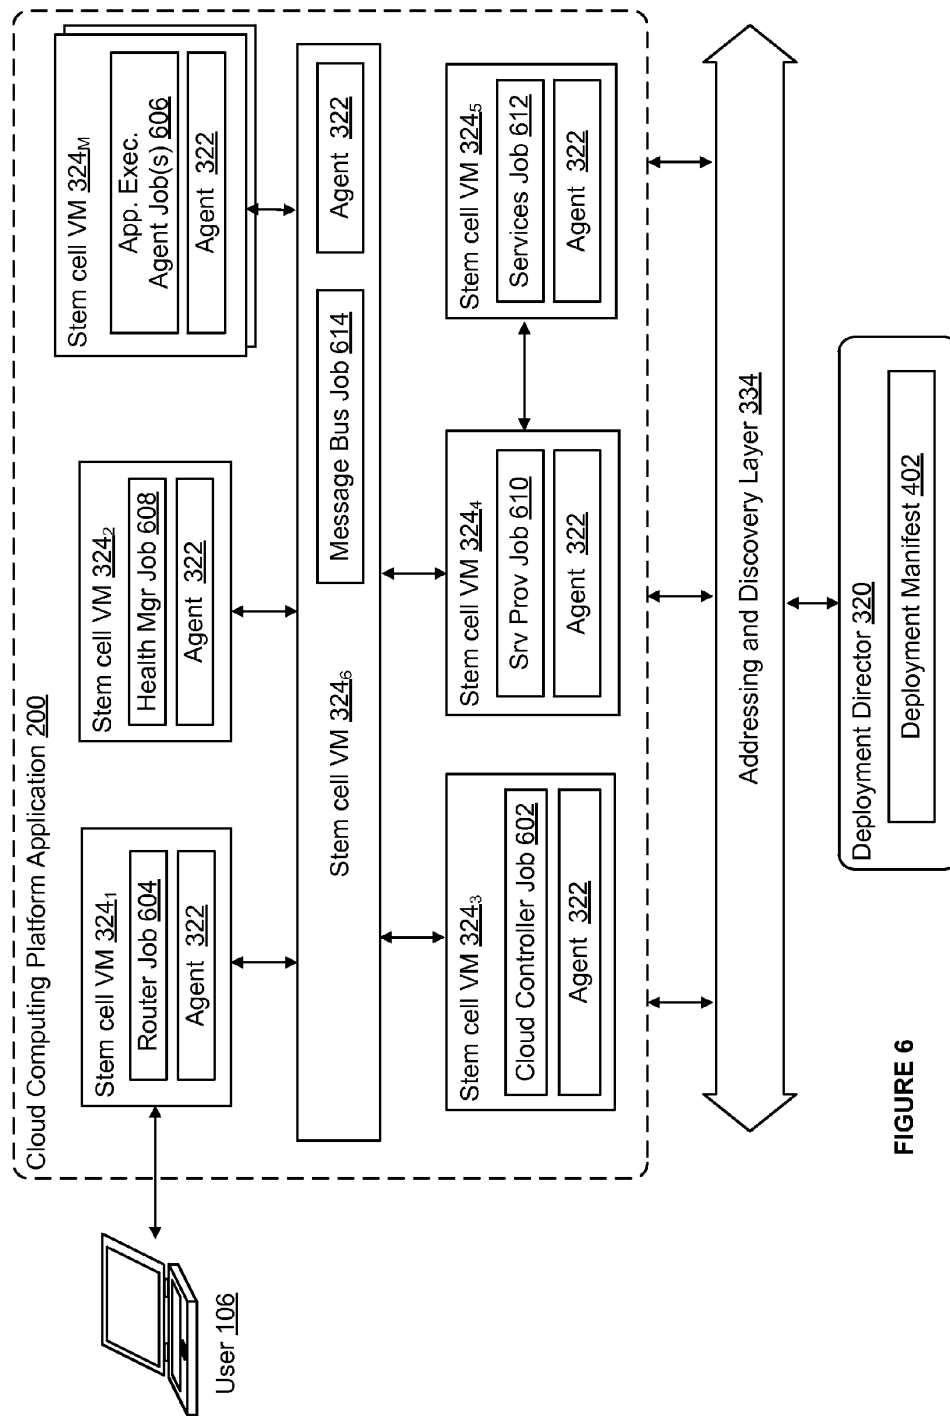 Cloud Computing Platform Application 200
Stem cell VM 324₁
Router Job 604
Agent 322
Stem cell VM 324₂
Health Mgr Job 608
Agent 322
Stem cell VM 324M
App. Exec.
Agent Job(s) 606
Agent 322
User 106
Stem cell VM 324₆
Message Bus Job 614
Agent 322
Stem cell VM 324₃
Cloud Controller Job 602
Agent 322
Stem cell VM 324₄
Srv Prov Job 610
Agent 322
Stem cell VM 324₅
Services Job 612
Agent 322
Addressing and Discovery Layer 334
Deployment Director 320
Deployment Manifest 402
FIGURE 6